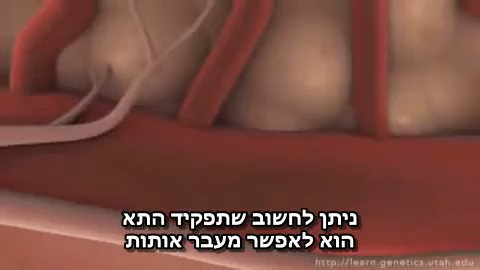 ניתן לחשוב שתפקיד התא
הוא לאפשר מעבר אותות
http://learn.genetics.utah.edu